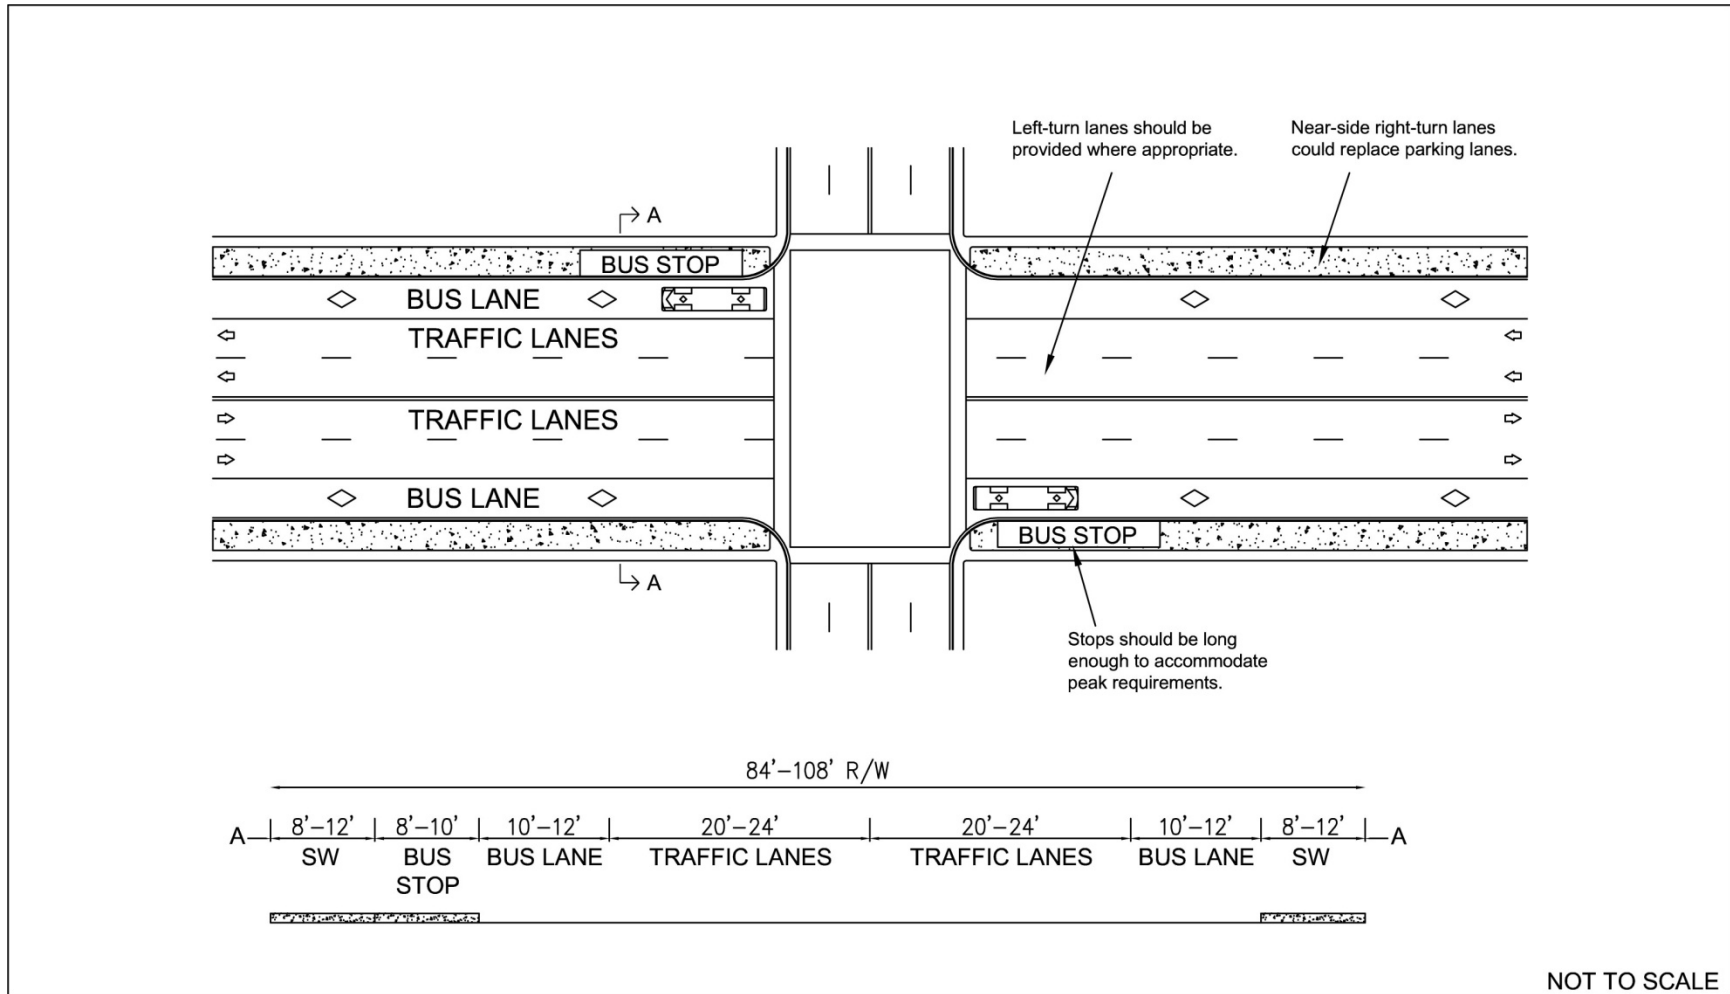 Left-turn lanes should be
provided where appropriate.
Near-side right-turn lanes
could replace parking lanes.
A
BUS STOP
BUS LANE
TRAFFIC LANES
TRAFFIC LANES
BUS LANE
BUS STOP
A
Stops should be long
enough to accommodate
peak requirements.
84'-108' R/W
A 8'-12' 8'-10' 10'-12' 20'-24' 20'-24' 10'-12' 8'-12' A
SW BUS BUS LANE TRAFFIC LANES TRAFFIC LANES BUS LANE SW
STOP
NOT TO SCALE